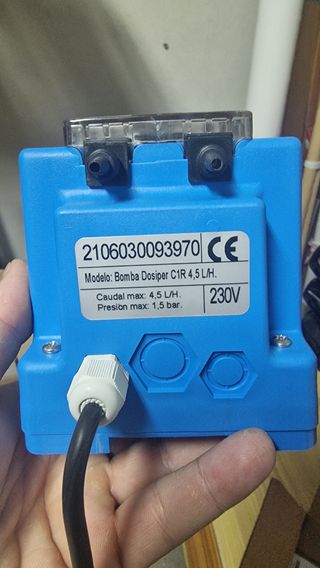 2106030093970 CE
Modelo: Bomba Dosiper C1R 4,5 L/H.
Caudal max: 4,5 L/H.
Presion max: 1,5 bar.
230V